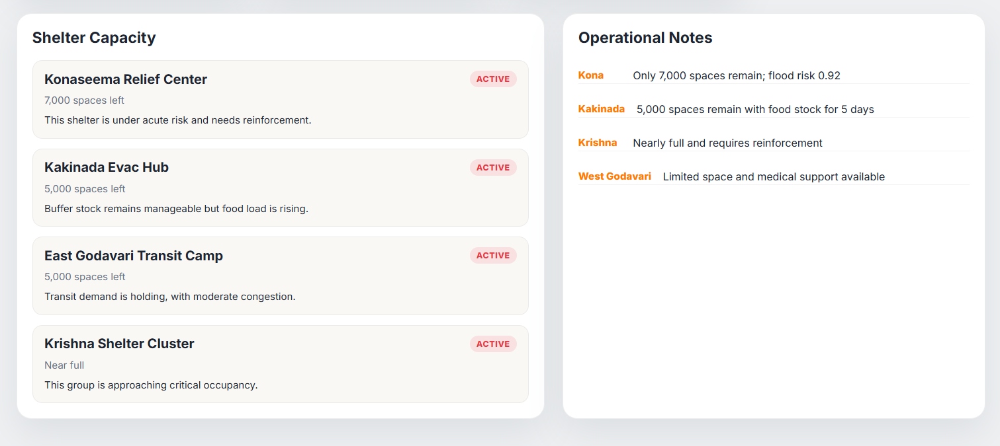 Shelter Capacity
Konaseema Relief Center
ACTIVE
7,000 spaces left
This shelter is under acute risk and needs reinforcement.
Kakinada Evac Hub
ACTIVE
5,000 spaces left
Buffer stock remains manageable but food load is rising.
East Godavari Transit Camp
ACTIVE
5,000 spaces left
Transit demand is holding, with moderate congestion.
Krishna Shelter Cluster
ACTIVE
Near full
This group is approaching critical occupancy.
Operational Notes
Kona Only 7,000 spaces remain; flood risk 0.92
Kakinada 5,000 spaces remain with food stock for 5 days
Krishna Nearly full and requires reinforcement
West Godavari Limited space and medical support available